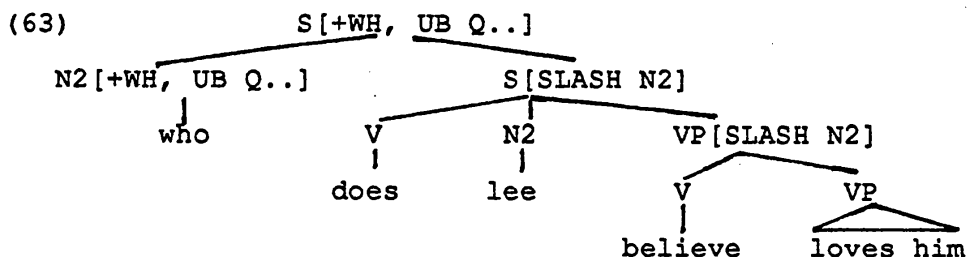 (63) S[+WH, UB Q..]
N2[+WH, UB Q..] S[SLASH N2]
who V N2 VP[SLASH N2]
does lee V VP
believe loves him